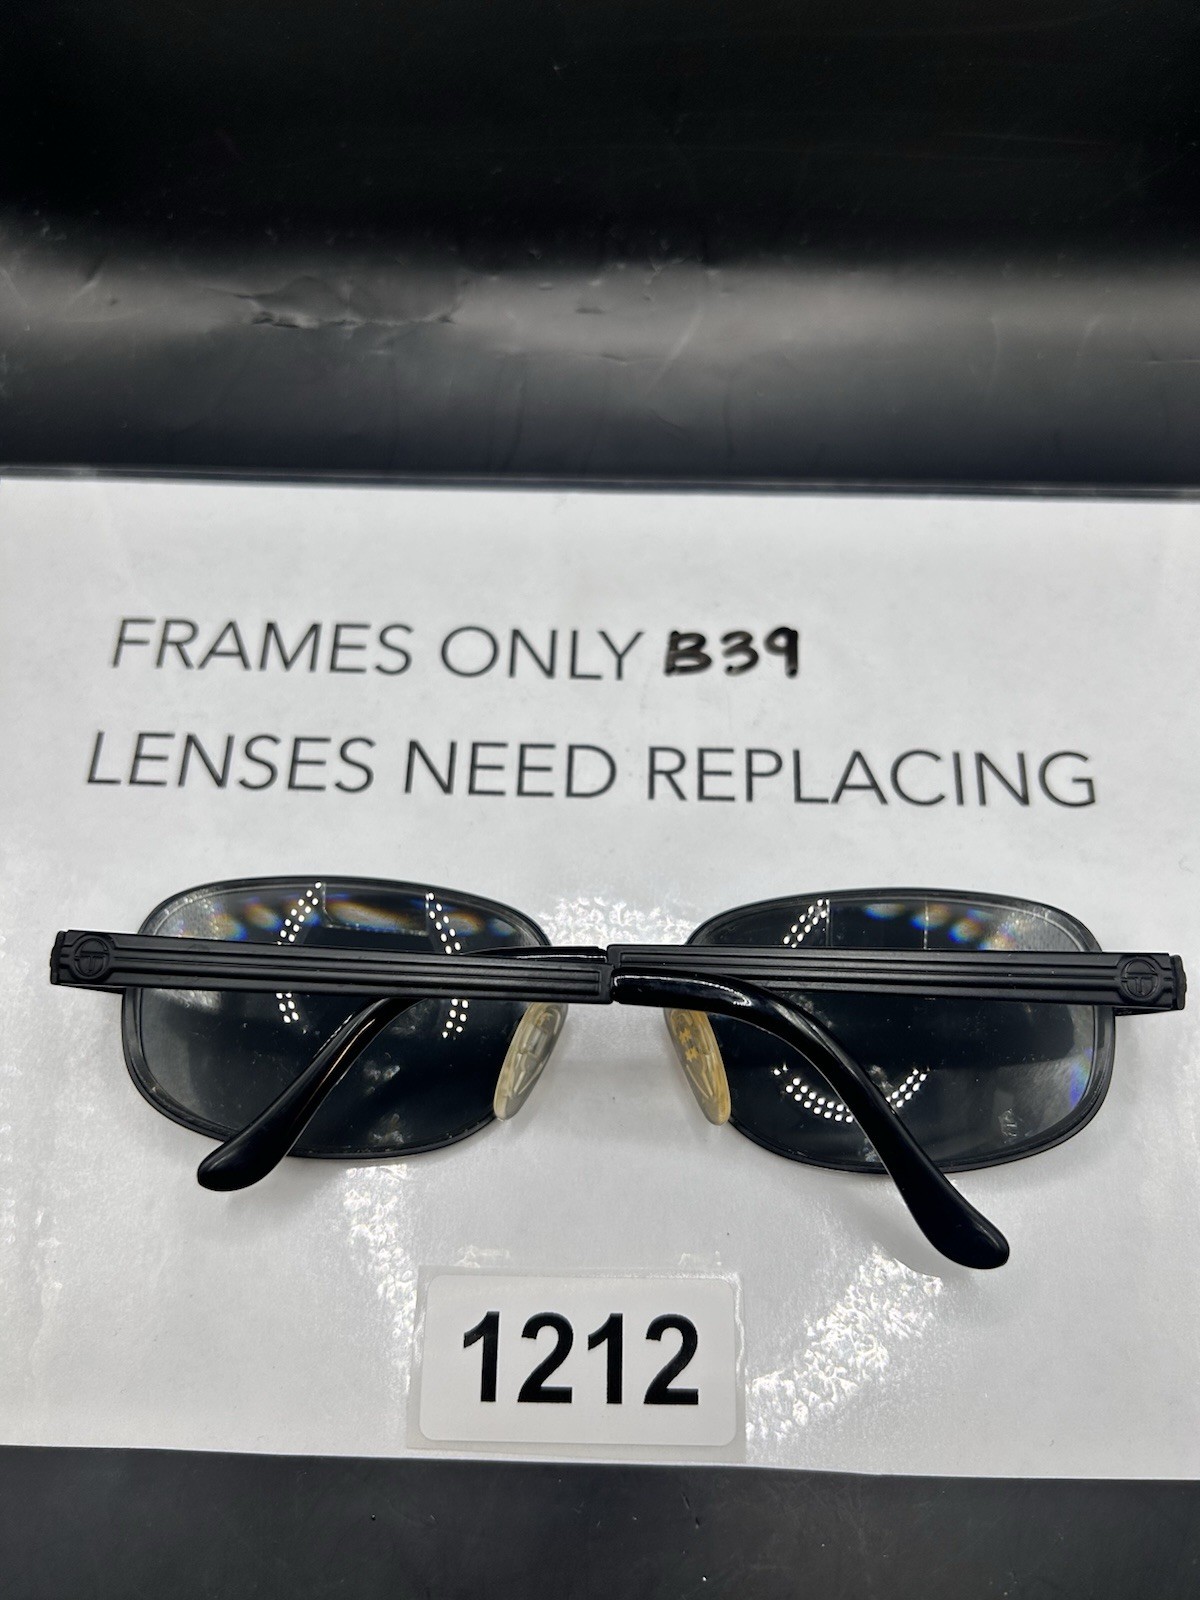 FRAMES ONLY B39
LENSES NEED REPLACING
1212